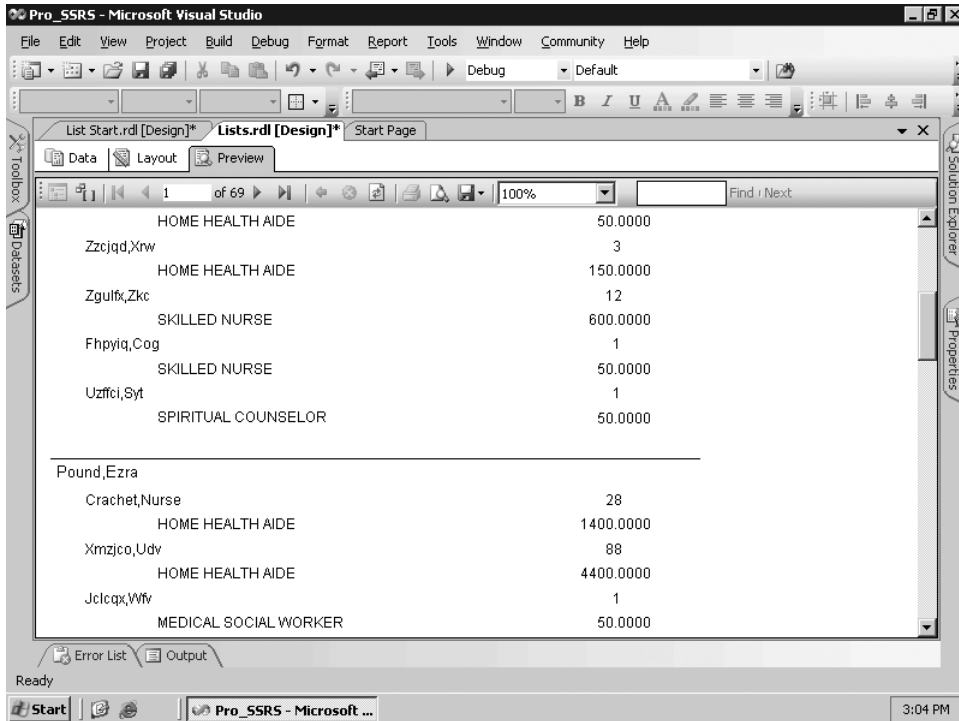 Pro_SSRS - Microsoft Visual Studio
File Edit View Project Build Debug Format Report Tools Window Community Help
Debug Default
B I U A
List Start.rdl [Design]* Lists.rdl [Design]* Start Page
Toolbox
Datasets
Solution Explorer
Properties
Data Layout Preview
1 of 69 100% Find Next
HOME HEALTH AIDE 50.0000
Zzcjqd,Xrw 3
HOME HEALTH AIDE 150.0000
Zgulfx,Zkc 12
SKILLED NURSE 600.0000
Fhpyiq,Cog 1
SKILLED NURSE 50.0000
Uzffci,Syt 1
SPIRITUAL COUNSELOR 50.0000
Pound,Ezra
Crachet,Nurse 28
HOME HEALTH AIDE 1400.0000
Xmzjco,Udv 88
HOME HEALTH AIDE 4400.0000
Jclcqx,Wfv 1
MEDICAL SOCIAL WORKER 50.0000
Error List Output
Ready
Start Pro_SSRS - Microsoft ... 3:04 PM